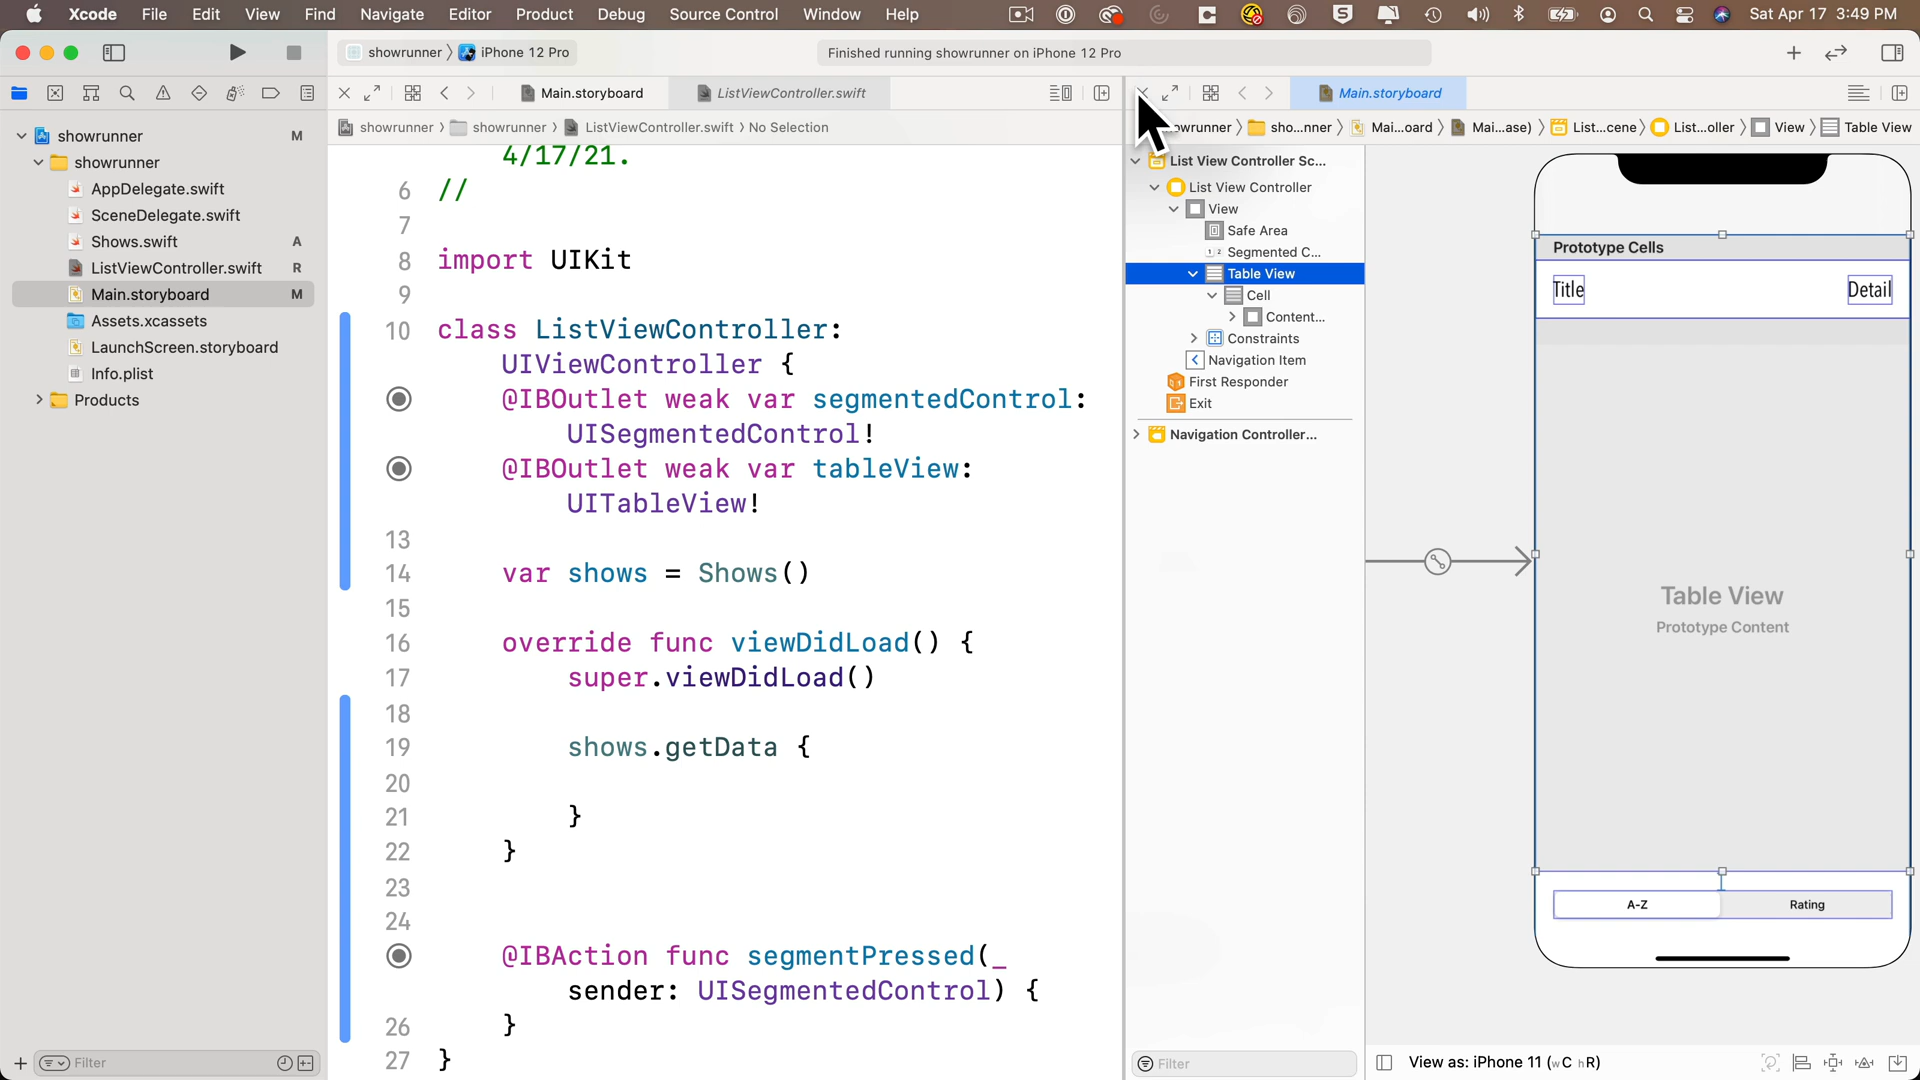 Xcode File Edit View Find Navigate Editor Product Debug Source Control Window Help Sat Apr 17 3:49 PM
showrunner iPhone 12 Pro Finished running showrunner on iPhone 12 Pro
Main.storyboard ListViewController.swift Main.storyboard
showrunner showrunner ListViewController.swift No Selection
sho...nner Mai...oard Mai...ase) List...cene List...oller View Table View
showrunner M
showrunner
AppDelegate.swift
SceneDelegate.swift
Shows.swift A
ListViewController.swift R
Main.storyboard M
Assets.xcassets
LaunchScreen.storyboard
Info.plist
Products
Filter
4/17/21.
6 //
7
8 import UIKit
9
10 class ListViewController:
UIViewController {
@IBOutlet weak var segmentedControl:
UISegmentedControl!
@IBOutlet weak var tableView:
UITableView!
13
14 var shows = Shows()
15
16 override func viewDidLoad() {
17 super.viewDidLoad()
18
19 shows.getData {
20
21 }
22 }
23
24
@IBAction func segmentPressed(_
sender: UISegmentedControl) {
26 }
27 }
List View Controller Sc...
List View Controller
View
Safe Area
Segmented C...
Table View
Cell
Content...
Constraints
Navigation Item
First Responder
Exit
Navigation Controller...
Filter
Prototype Cells
Title Detail
Table View
Prototype Content
A-Z Rating
View as: iPhone 11 (wC hR)